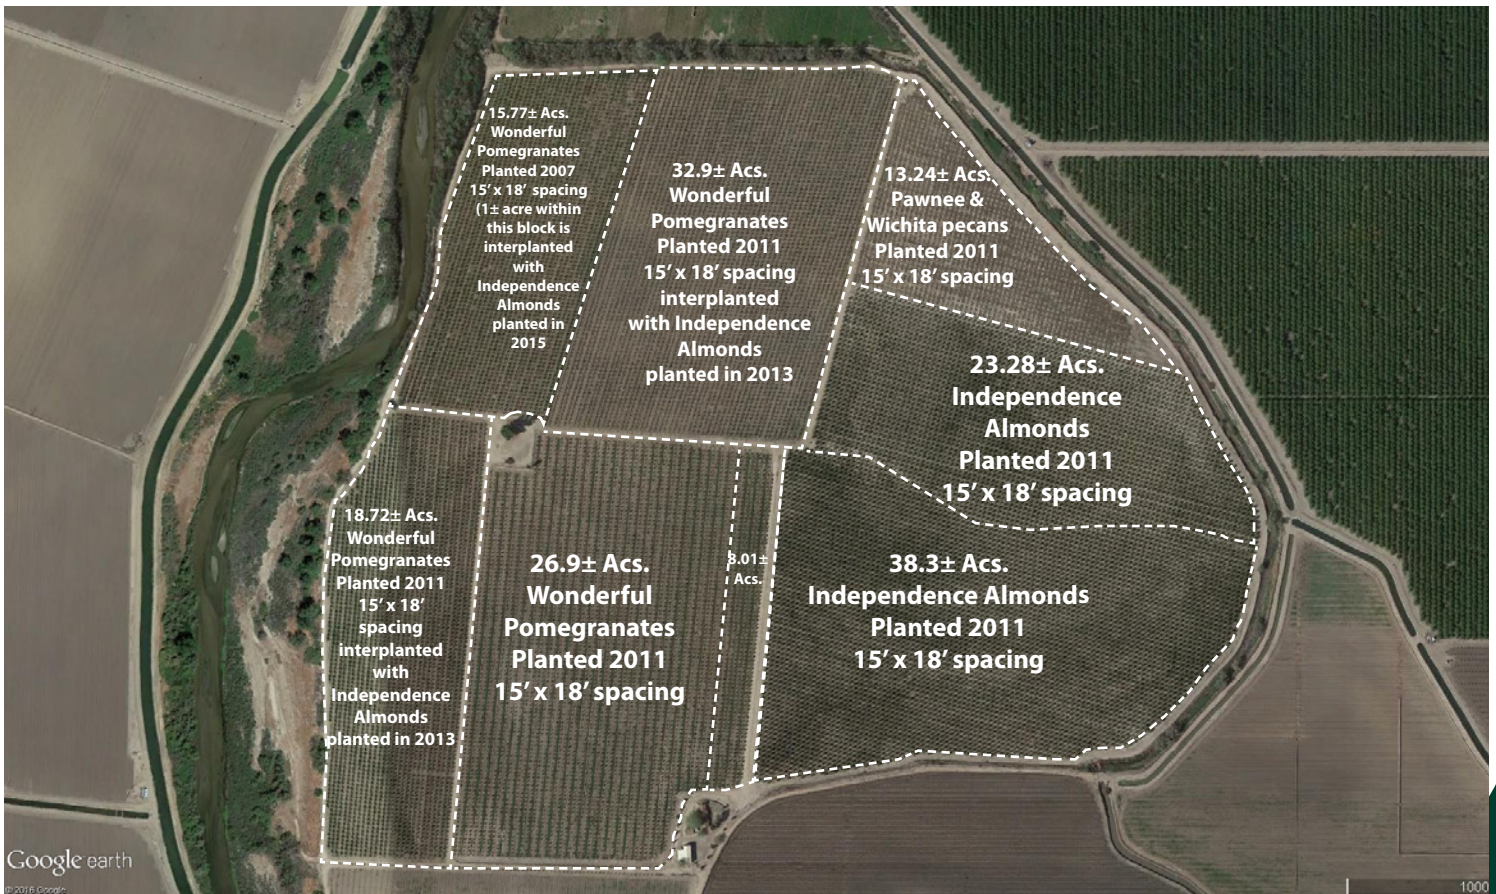 15.77± Acs.
Wonderful
Pomegranates
Planted 2007
15’ x 18’ spacing
(1± acre within
this block is
interplanted
with
Independence
Almonds
planted in
2015
32.9± Acs.
Wonderful
Pomegranates
Planted 2011
15’ x 18’ spacing
interplanted
with Independence
Almonds
planted in 2013
13.24± Acs.
Pawnee &
Wichita pecans
Planted 2011
15’ x 18’ spacing
23.28± Acs.
Independence
Almonds
Planted 2011
15’ x 18’ spacing
18.72± Acs.
Wonderful
Pomegranates
Planted 2011
15’ x 18’
spacing
interplanted
with
Independence
Almonds
planted in 2013
26.9± Acs.
Wonderful
Pomegranates
Planted 2011
15’ x 18’ spacing
Acs.
38.3± Acs.
Independence Almonds
Planted 2011
15’ x 18’ spacing
Google earth
© 2016 Google
1000